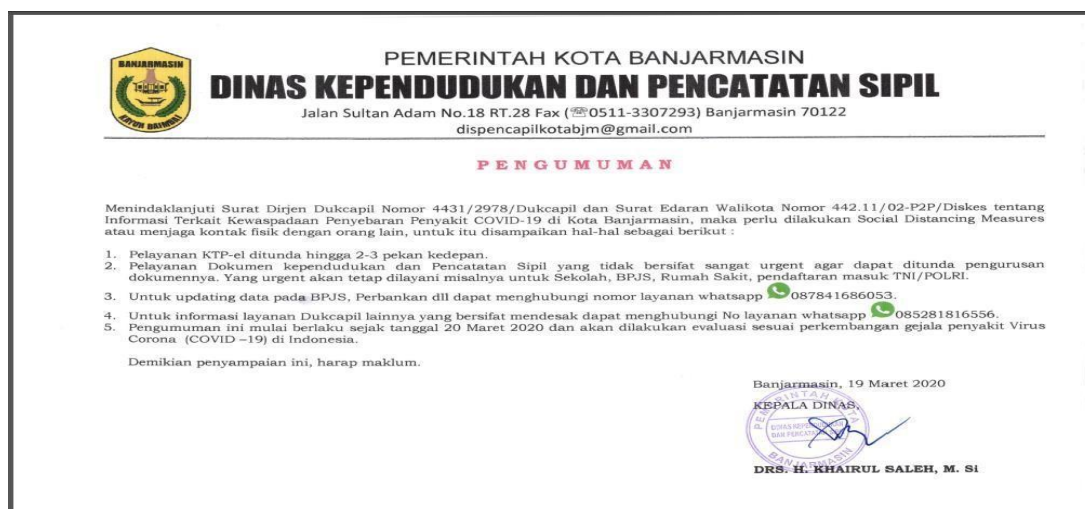 BANJARMASIN
KAYUH BAIMBAI
PEMERINTAH KOTA BANJARMASIN
DINAS KEPENDUDUKAN DAN PENCATATAN SIPIL
Jalan Sultan Adam No.18 RT.28 Fax (☏0511-3307293) Banjarmasin 70122
dispencapilkotabjm@gmail.com
PENGUMUMAN
Menindaklanjuti Surat Dirjen Dukcapil Nomor 4431/2978/Dukcapil dan Surat Edaran Walikota Nomor 442.11/02-P2P/Diskes tentang
Informasi Terkait Kewaspadaan Penyebaran Penyakit COVID-19 di Kota Banjarmasin, maka perlu dilakukan Social Distancing Measures
atau menjaga kontak fisik dengan orang lain, untuk itu disampaikan hal-hal sebagai berikut :
1. Pelayanan KTP-el ditunda hingga 2-3 pekan kedepan.
2. Pelayanan Dokumen kependudukan dan Pencatatan Sipil yang tidak bersifat sangat urgent agar dapat ditunda pengurusan
dokumennya. Yang urgent akan tetap dilayani misalnya untuk Sekolah, BPJS, Rumah Sakit, pendaftaran masuk TNI/POLRI.
3. Untuk updating data pada BPJS, Perbankan dll dapat menghubungi nomor layanan whatsapp 087841686053.
4. Untuk informasi layanan Dukcapil lainnya yang bersifat mendesak dapat menghubungi No layanan whatsapp 085281816556.
5. Pengumuman ini mulai berlaku sejak tanggal 20 Maret 2020 dan akan dilakukan evaluasi sesuai perkembangan gejala penyakit Virus
Corona (COVID –19) di Indonesia.
Demikian penyampaian ini, harap maklum.
Banjarmasin, 19 Maret 2020
KEPALA DINAS,
PEMERINTAH KOTA
DINAS KEPENDUDUKAN
DAN PENCATATAN SIPIL
BANJARMASIN
DRS. H. KHAIRUL SALEH, M. Si